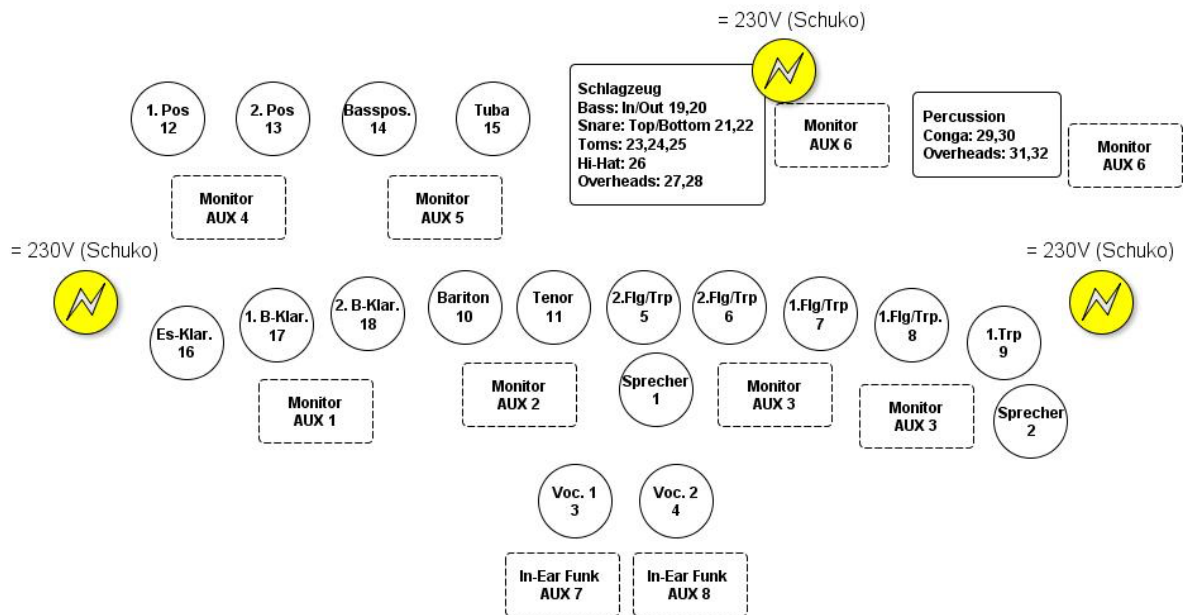 = 230V (Schuko)
1. Pos
12
2. Pos
13
Basspos.
14
Tuba
15
Schlagzeug
Bass: In/Out 19,20
Snare: Top/Bottom 21,22
Toms: 23,24,25
Hi-Hat: 26
Overheads: 27,28
Monitor
AUX 6
Percussion
Conga: 29,30
Overheads: 31,32
Monitor
AUX 6
Monitor
AUX 4
Monitor
AUX 5
= 230V (Schuko)
= 230V (Schuko)
Es-Klar.
16
1. B-Klar.
17
2. B-Klar.
18
Bariton
10
Tenor
11
2.Flg/Trp
5
2.Flg/Trp
6
1.Flg/Trp
7
1.Flg/Trp.
8
1.Trp
9
Monitor
AUX 1
Monitor
AUX 2
Sprecher
1
Monitor
AUX 3
Monitor
AUX 3
Sprecher
2
Voc. 1
3
Voc. 2
4
In-Ear Funk
AUX 7
In-Ear Funk
AUX 8